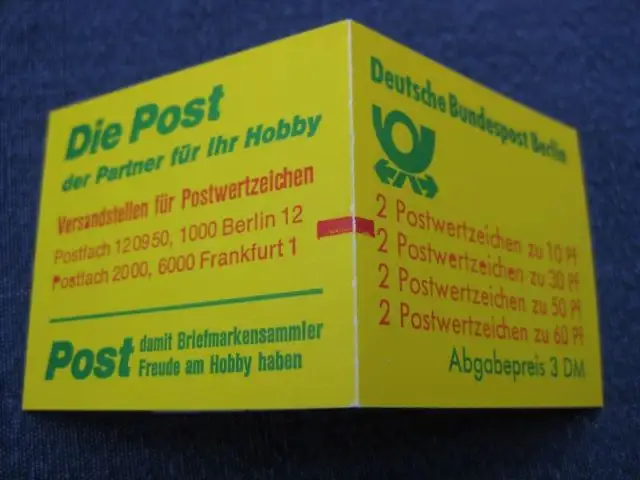 Die Post
der Partner für Ihr Hobby
Versandstellen für Postwertzeichen
Postfach 120950, 1000 Berlin 12
Postfach 2000, 6000 Frankfurt 1
Post damit Briefmarkensammler
Freude am Hobby haben
Deutsche Bundespost Berlin
2 Postwertzeichen zu 10 Pf
2 Postwertzeichen zu 30 Pf
2 Postwertzeichen zu 50 Pf
2 Postwertzeichen zu 60 Pf
Abgabepreis 3 DM